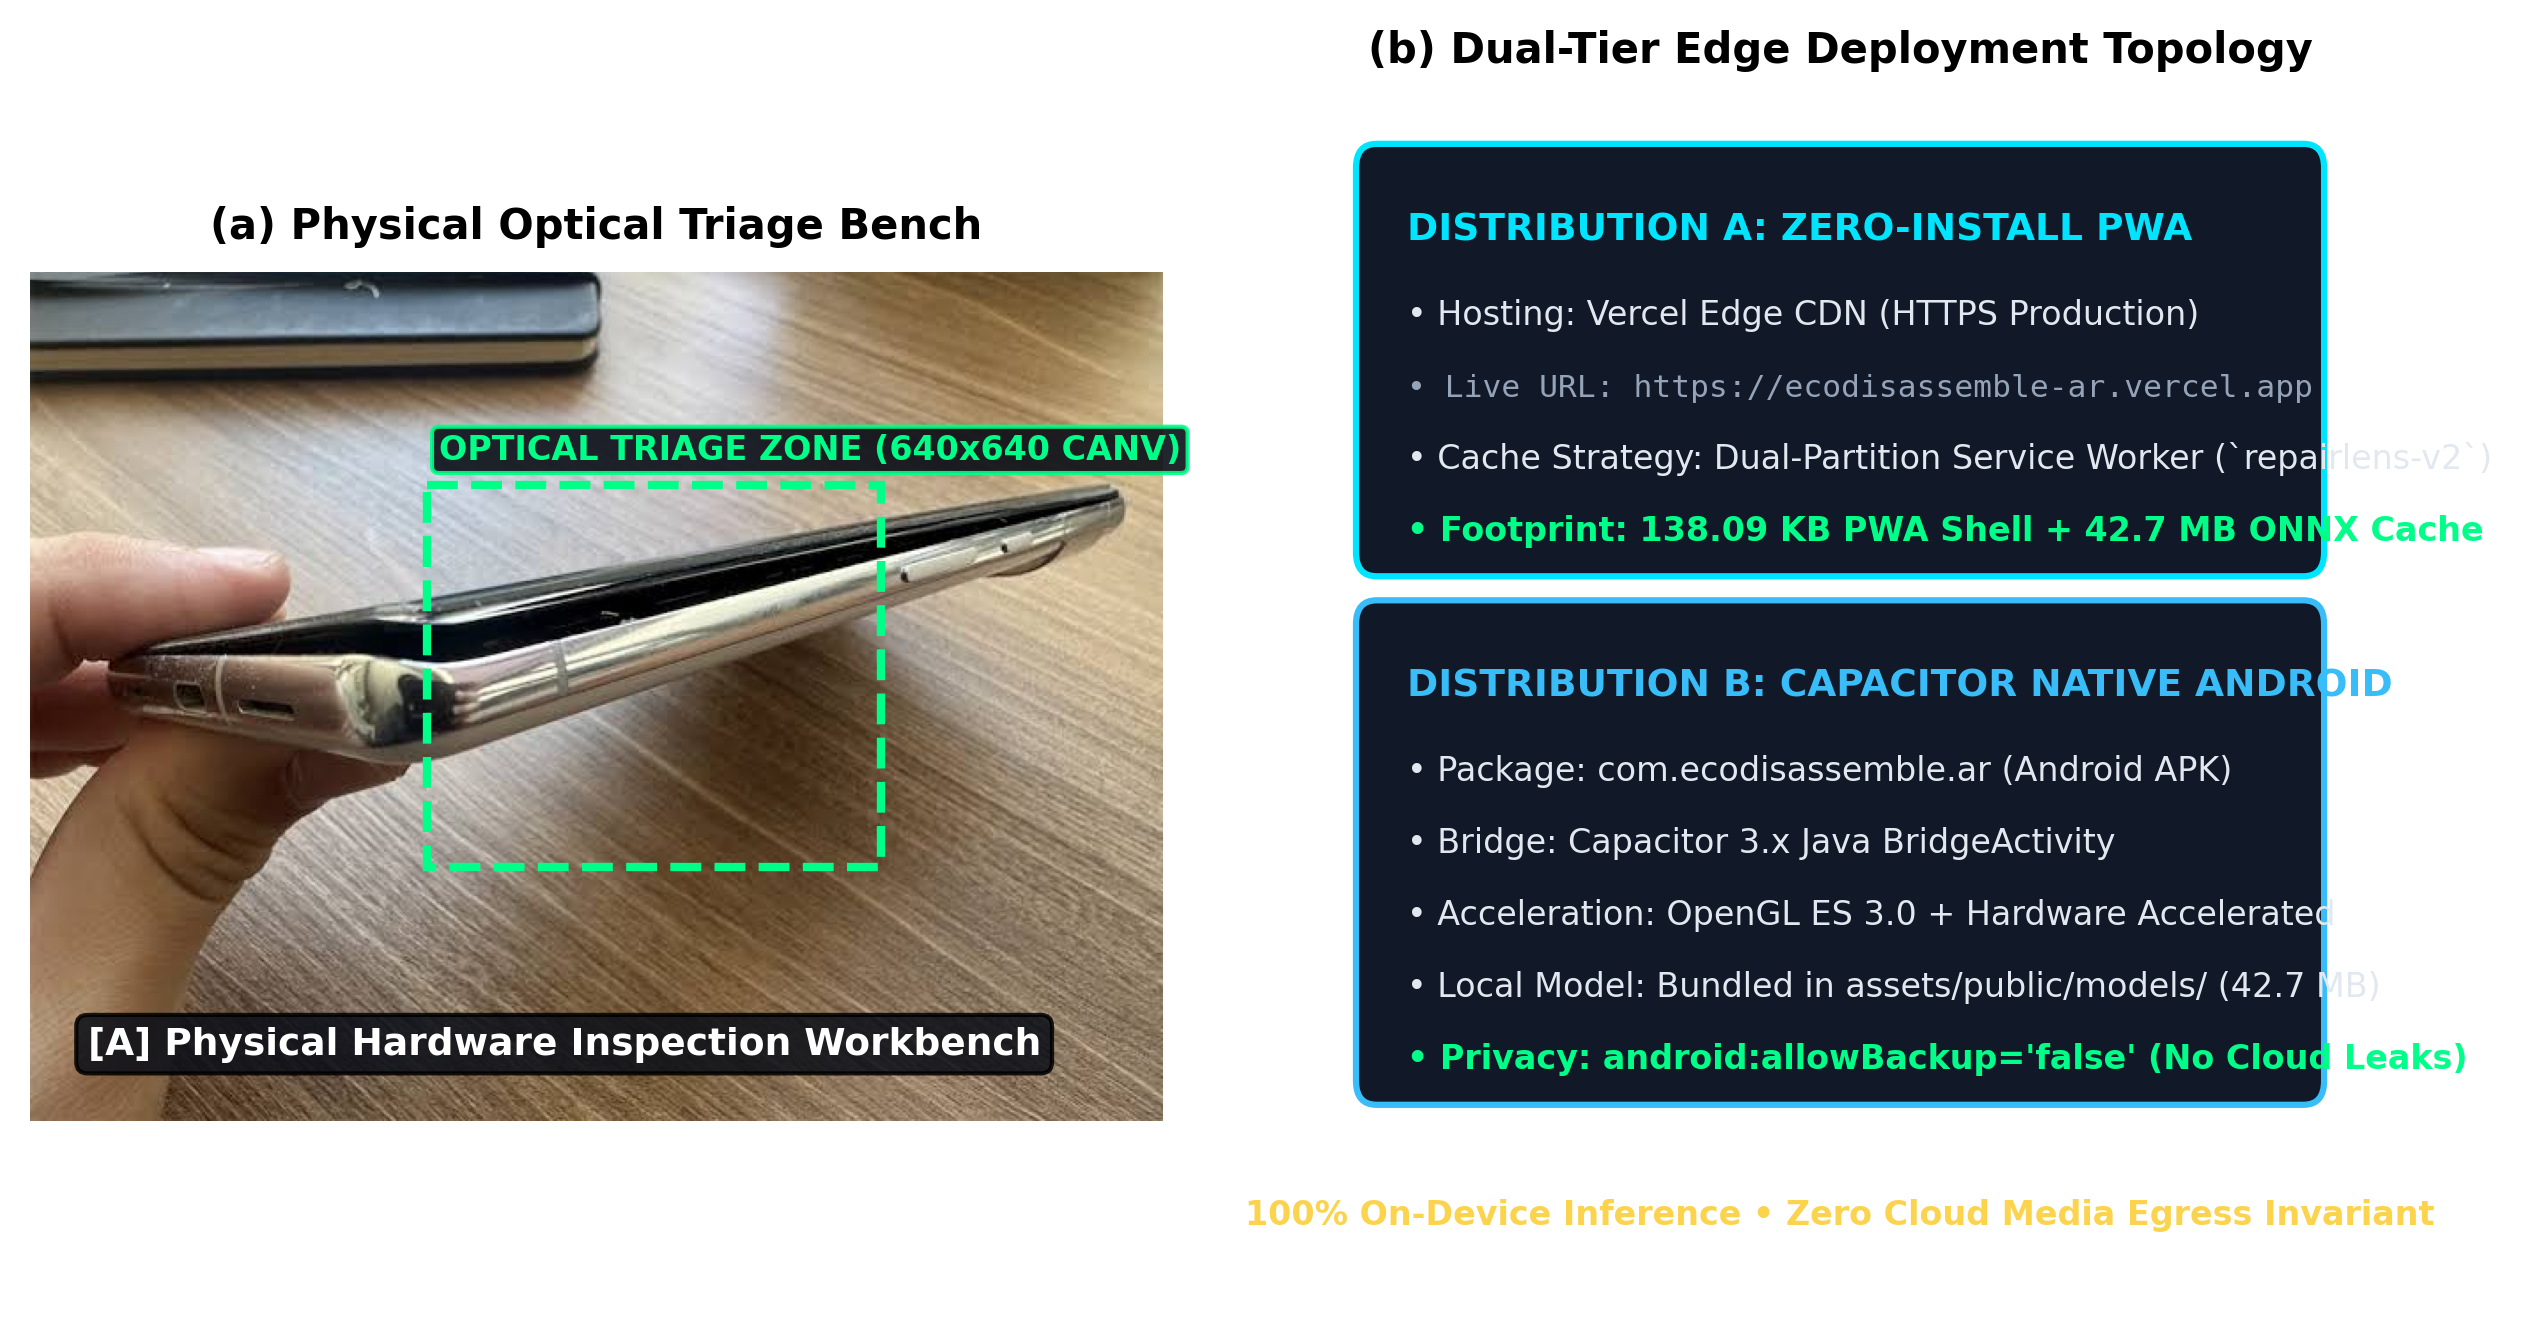 (a) Physical Optical Triage Bench
OPTICAL TRIAGE ZONE (640x640 CANV)
[A] Physical Hardware Inspection Workbench
(b) Dual-Tier Edge Deployment Topology
DISTRIBUTION A: ZERO-INSTALL PWA
• Hosting: Vercel Edge CDN (HTTPS Production)
• Live URL: https://ecodisassemble-ar.vercel.app
• Cache Strategy: Dual-Partition Service Worker (`repairlens-v2`)
• Footprint: 138.09 KB PWA Shell + 42.7 MB ONNX Cache
DISTRIBUTION B: CAPACITOR NATIVE ANDROID
• Package: com.ecodisassemble.ar (Android APK)
• Bridge: Capacitor 3.x Java BridgeActivity
• Acceleration: OpenGL ES 3.0 + Hardware Accelerated
• Local Model: Bundled in assets/public/models/ (42.7 MB)
• Privacy: android:allowBackup='false' (No Cloud Leaks)
100% On-Device Inference • Zero Cloud Media Egress Invariant